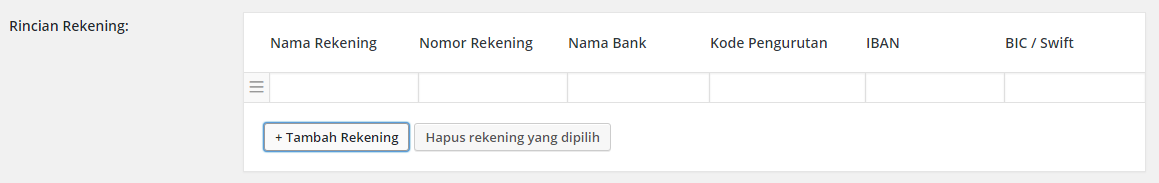 Rincian Rekening:
Nama Rekening Nomor Rekening Nama Bank Kode Pengurutan IBAN BIC / Swift
+ Tambah Rekening Hapus rekening yang dipilih